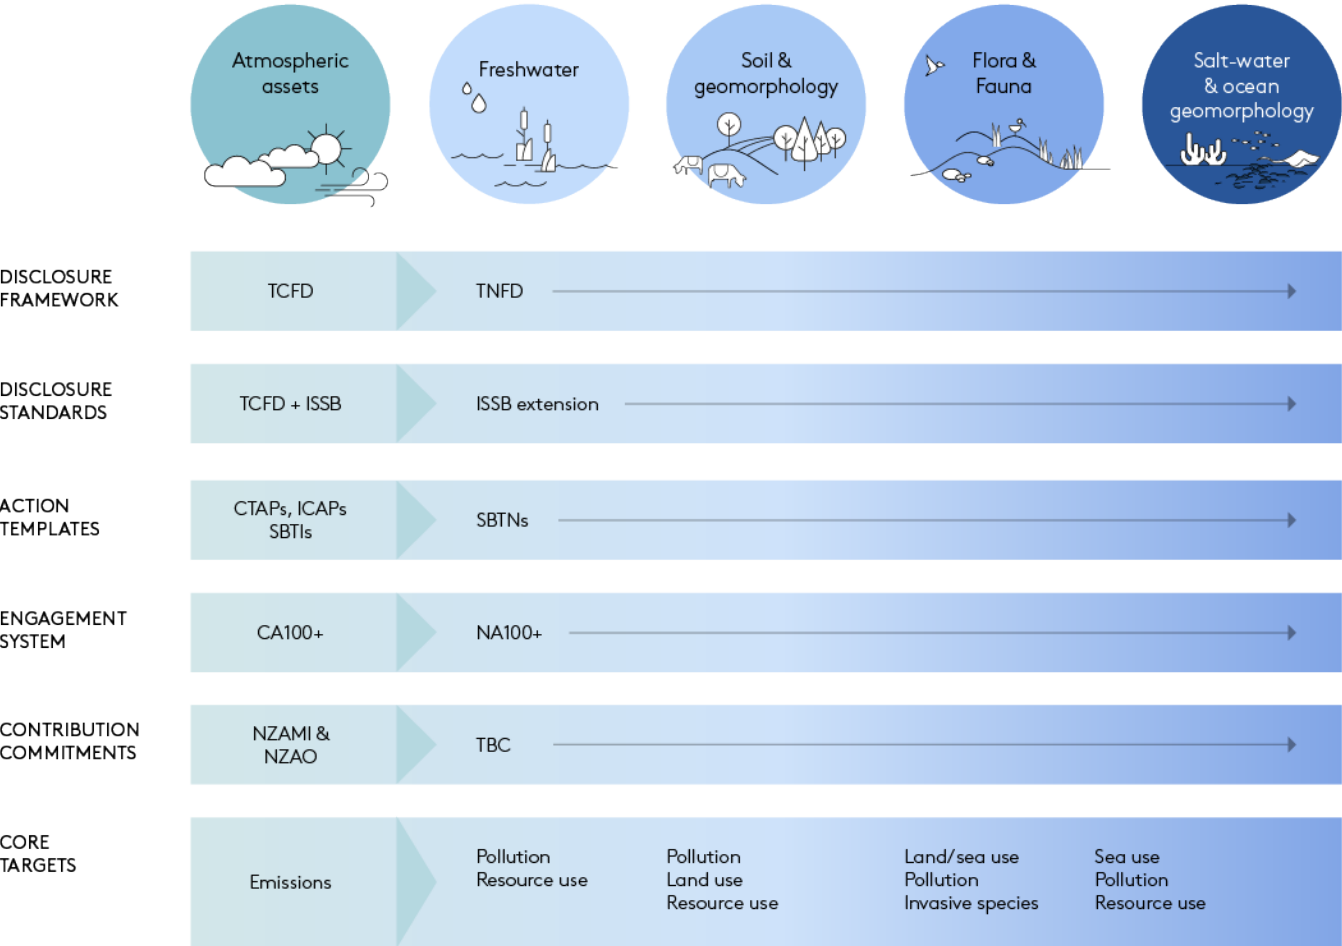 Atmospheric
assets
Freshwater
Soil &
geomorphology
Flora &
Fauna
Salt-water
& ocean
geomorphology
DISCLOSURE
FRAMEWORK
TCFD
TNFD
DISCLOSURE
STANDARDS
TCFD + ISSB
ISSB extension
ACTION
TEMPLATES
CTAPs, ICAPs
SBTIs
SBTNs
ENGAGEMENT
SYSTEM
CA100+
NA100+
CONTRIBUTION
COMMITMENTS
NZAMI &
NZAO
TBC
CORE
TARGETS
Emissions
Pollution
Resource use
Pollution
Land use
Resource use
Land/sea use
Pollution
Invasive species
Sea use
Pollution
Resource use